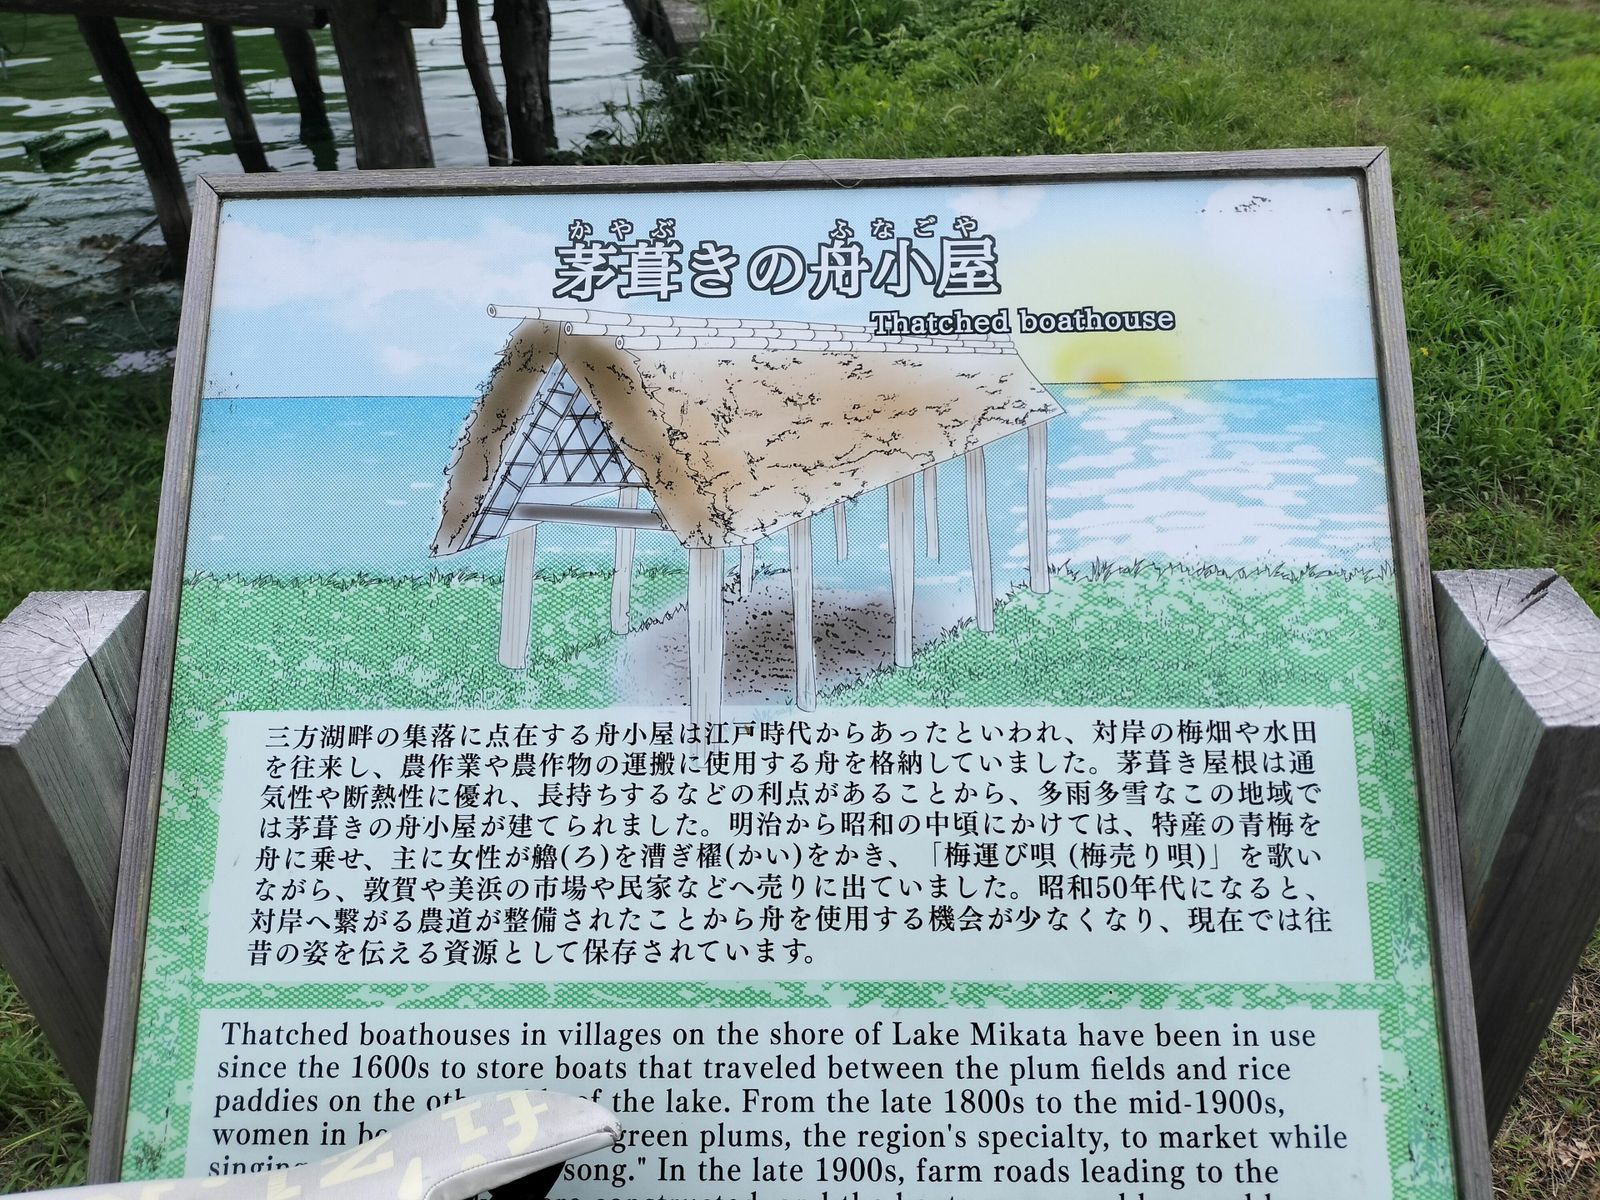 かやぶ ふなごや
茅葺きの舟小屋
Thatched boathouse
三方湖畔の集落に点在する舟小屋は江戸時代からあったといわれ、対岸の梅畑や水田
を往来し、農作業や農作物の運搬に使用する舟を格納していました。茅葺き屋根は通
気性や断熱性に優れ、長持ちするなどの利点があることから、多雨多雪なこの地域で
は茅葺きの舟小屋が建てられました。明治から昭和の中頃にかけては、特産の青梅を
舟に乗せ、主に女性が艪(ろ)を漕ぎ櫂(かい)をかき、「梅運び唄 (梅売り唄)」を歌い
ながら、敦賀や美浜の市場や民家などへ売りに出ていました。昭和50年代になると、
対岸へ繋がる農道が整備されたことから舟を使用する機会が少なくなり、現在では往
昔の姿を伝える資源として保存されています。
Thatched boathouses in villages on the shore of Lake Mikata have been in use
since the 1600s to store boats that traveled between the plum fields and rice
paddies on the of the lake. From the late 1800s to the mid-1900s,
women in green plums, the region's specialty, to market while
song." In the late 1900s, farm roads leading to the